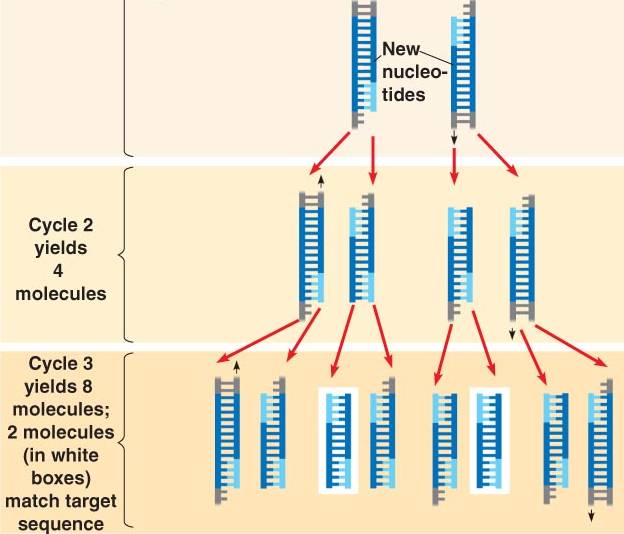 New
nucleo-
tides
Cycle 2
yields
4
molecules
Cycle 3
yields 8
molecules;
2 molecules
(in white
boxes)
match target
sequence